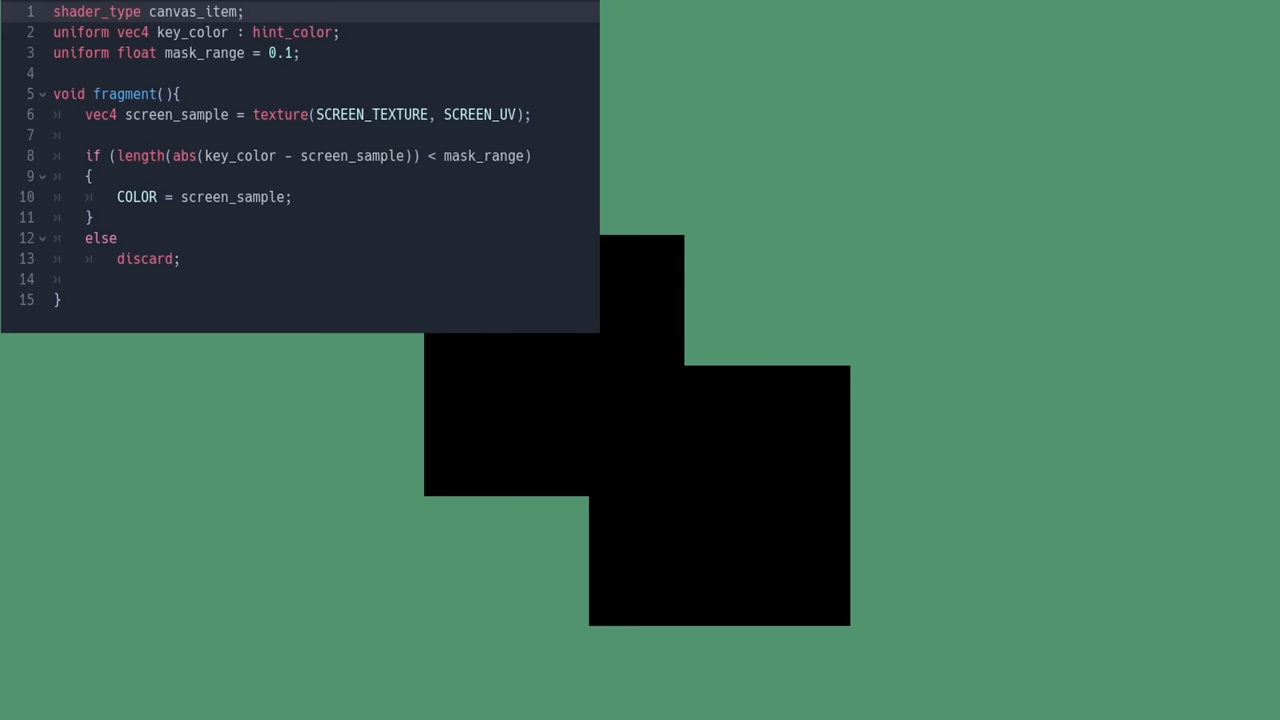 1 shader_type canvas_item;
2 uniform vec4 key_color : hint_color;
3 uniform float mask_range = 0.1;
4
5 void fragment(){
6 vec4 screen_sample = texture(SCREEN_TEXTURE, SCREEN_UV);
7
8 if (length(abs(key_color - screen_sample)) < mask_range)
9 {
10 COLOR = screen_sample;
11 }
12 else
13 discard;
14
15 }